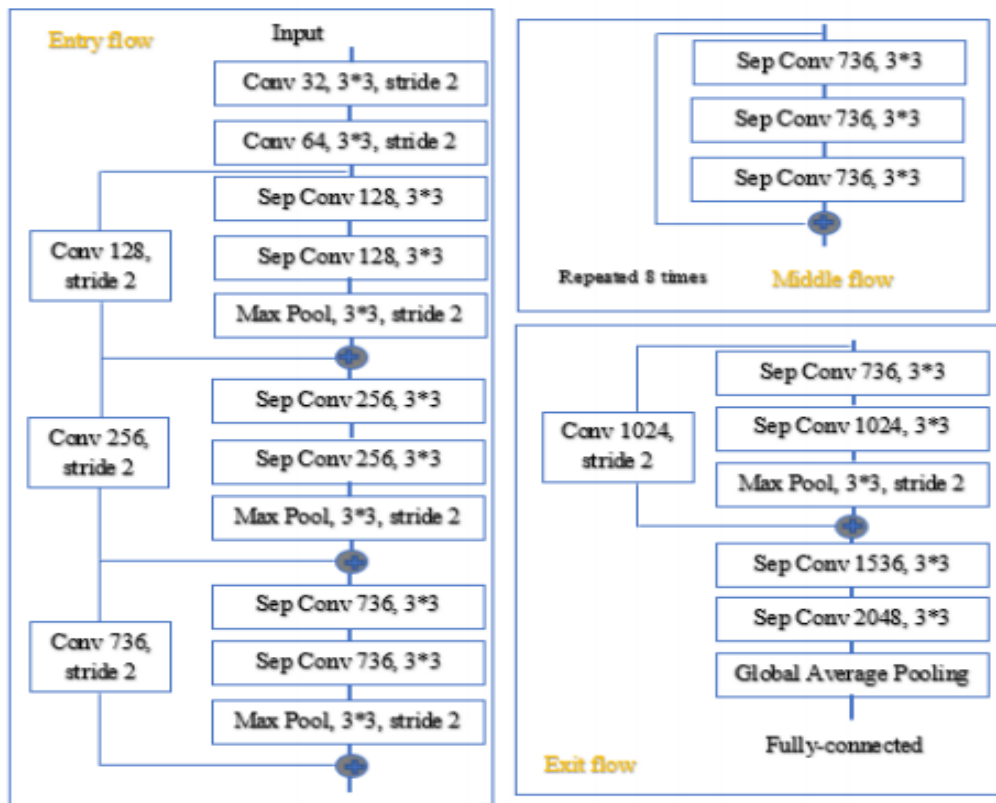 Entry flow
Input
Conv 32, 3*3, stride 2
Conv 64, 3*3, stride 2
Sep Conv 128, 3*3
Conv 128,
stride 2
Sep Conv 128, 3*3
Max Pool, 3*3, stride 2
Sep Conv 256, 3*3
Conv 256,
stride 2
Sep Conv 256, 3*3
Max Pool, 3*3, stride 2
Sep Conv 736, 3*3
Conv 736,
stride 2
Sep Conv 736, 3*3
Max Pool, 3*3, stride 2
Sep Conv 736, 3*3
Sep Conv 736, 3*3
Sep Conv 736, 3*3
Repeated 8 times
Middle flow
Sep Conv 736, 3*3
Conv 1024,
stride 2
Sep Conv 1024, 3*3
Max Pool, 3*3, stride 2
Sep Conv 1536, 3*3
Sep Conv 2048, 3*3
Global Average Pooling
Fully-connected
Exit flow